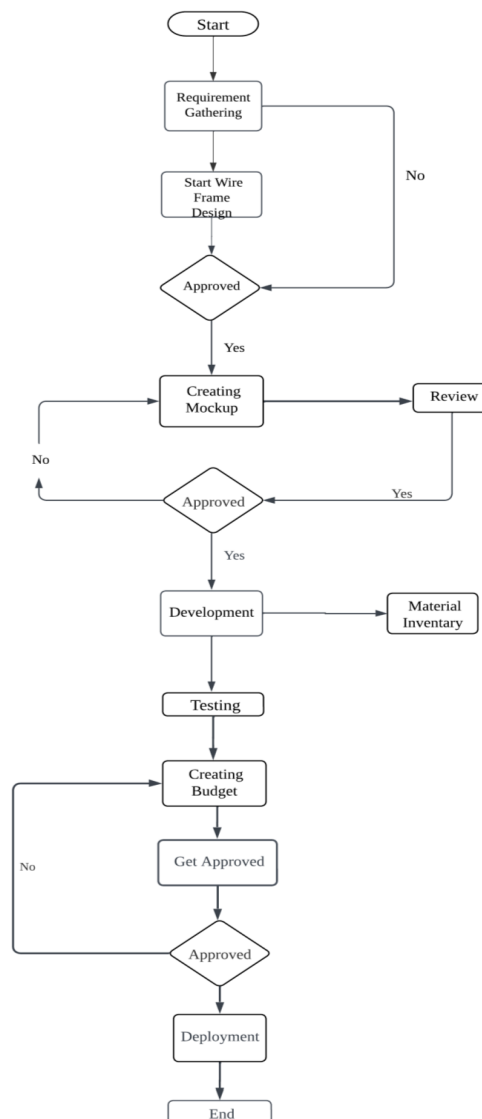 Start
Requirement
Gathering
No
Start Wire
Frame
Design
Approved
Yes
Creating
Mockup
Review
No
Yes
Approved
Yes
Development
Material
Inventory
Testing
Creating
Budget
No
Get Approved
Approved
Deployment
End